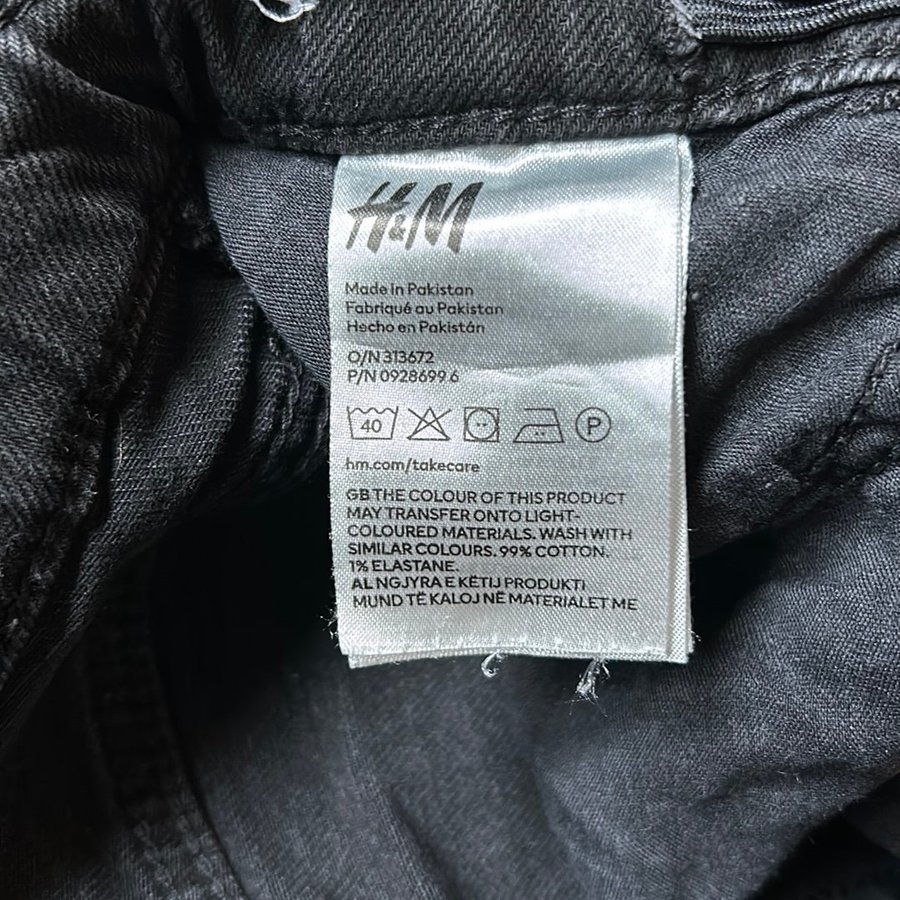 H&M
Made in Pakistan
Fabriqué au Pakistan
Hecho en Pakistán
O/N 313672
P/N 0928699 6
40 P
hm.com/takecare
GB THE COLOUR OF THIS PRODUCT
MAY TRANSFER ONTO LIGHT-
COLOURED MATERIALS. WASH WITH
SIMILAR COLOURS. 99% COTTON.
1% ELASTANE.
AL NGJYRA E KËTIJ PRODUKTI
MUND TË KALOJ NË MATERIALET ME